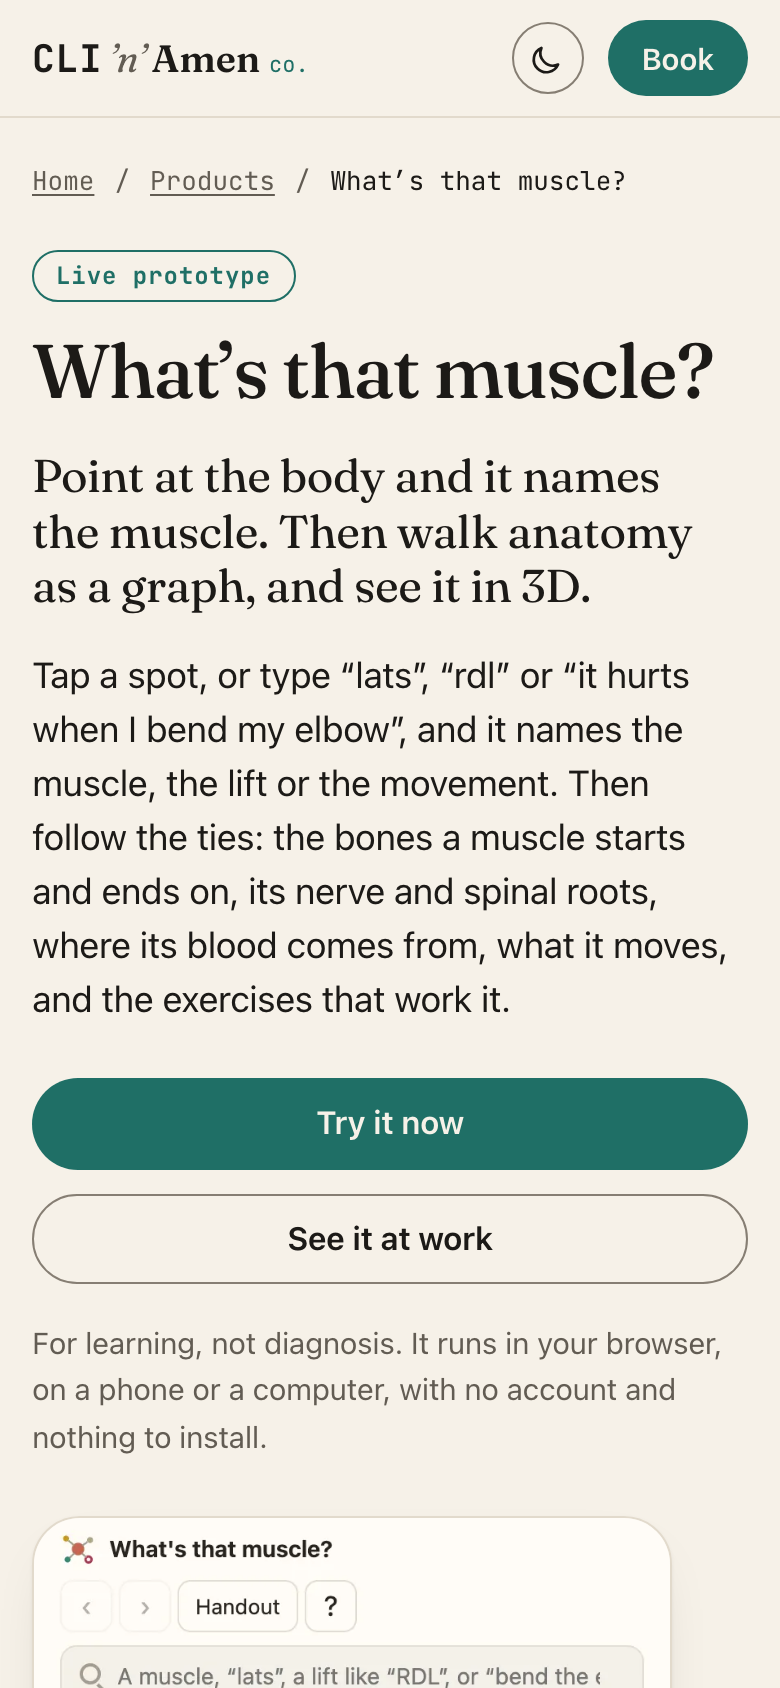 CLI ’n’ Amen co.
Book
Home / Products / What’s that muscle?
Live prototype
What’s that muscle?
Point at the body and it names
the muscle. Then walk anatomy
as a graph, and see it in 3D.
Tap a spot, or type “lats”, “rdl” or “it hurts
when I bend my elbow”, and it names the
muscle, the lift or the movement. Then
follow the ties: the bones a muscle starts
and ends on, its nerve and spinal roots,
where its blood comes from, what it moves,
and the exercises that work it.
Try it now
See it at work
For learning, not diagnosis. It runs in your browser,
on a phone or a computer, with no account and
nothing to install.
What's that muscle?
‹ › Handout ?
A muscle, “lats”, a lift like “RDL”, or “bend the